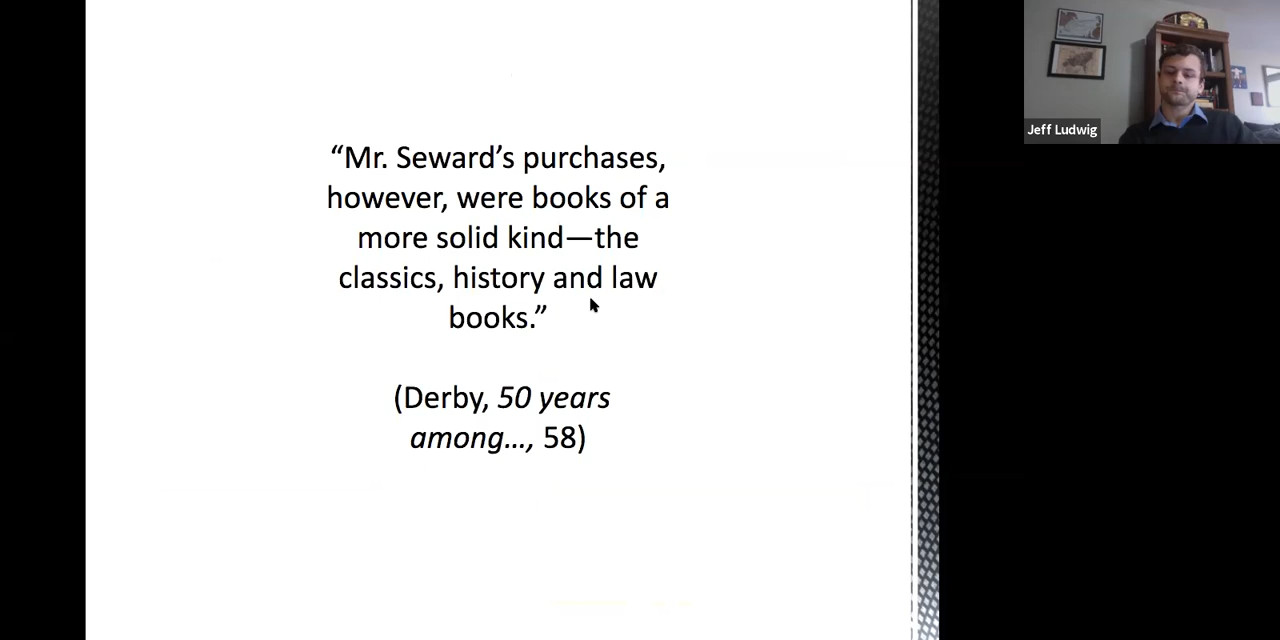 “Mr. Seward’s purchases,
however, were books of a
more solid kind—the
classics, history and law
books.”
(Derby, 50 years
among…, 58)
Jeff Ludwig